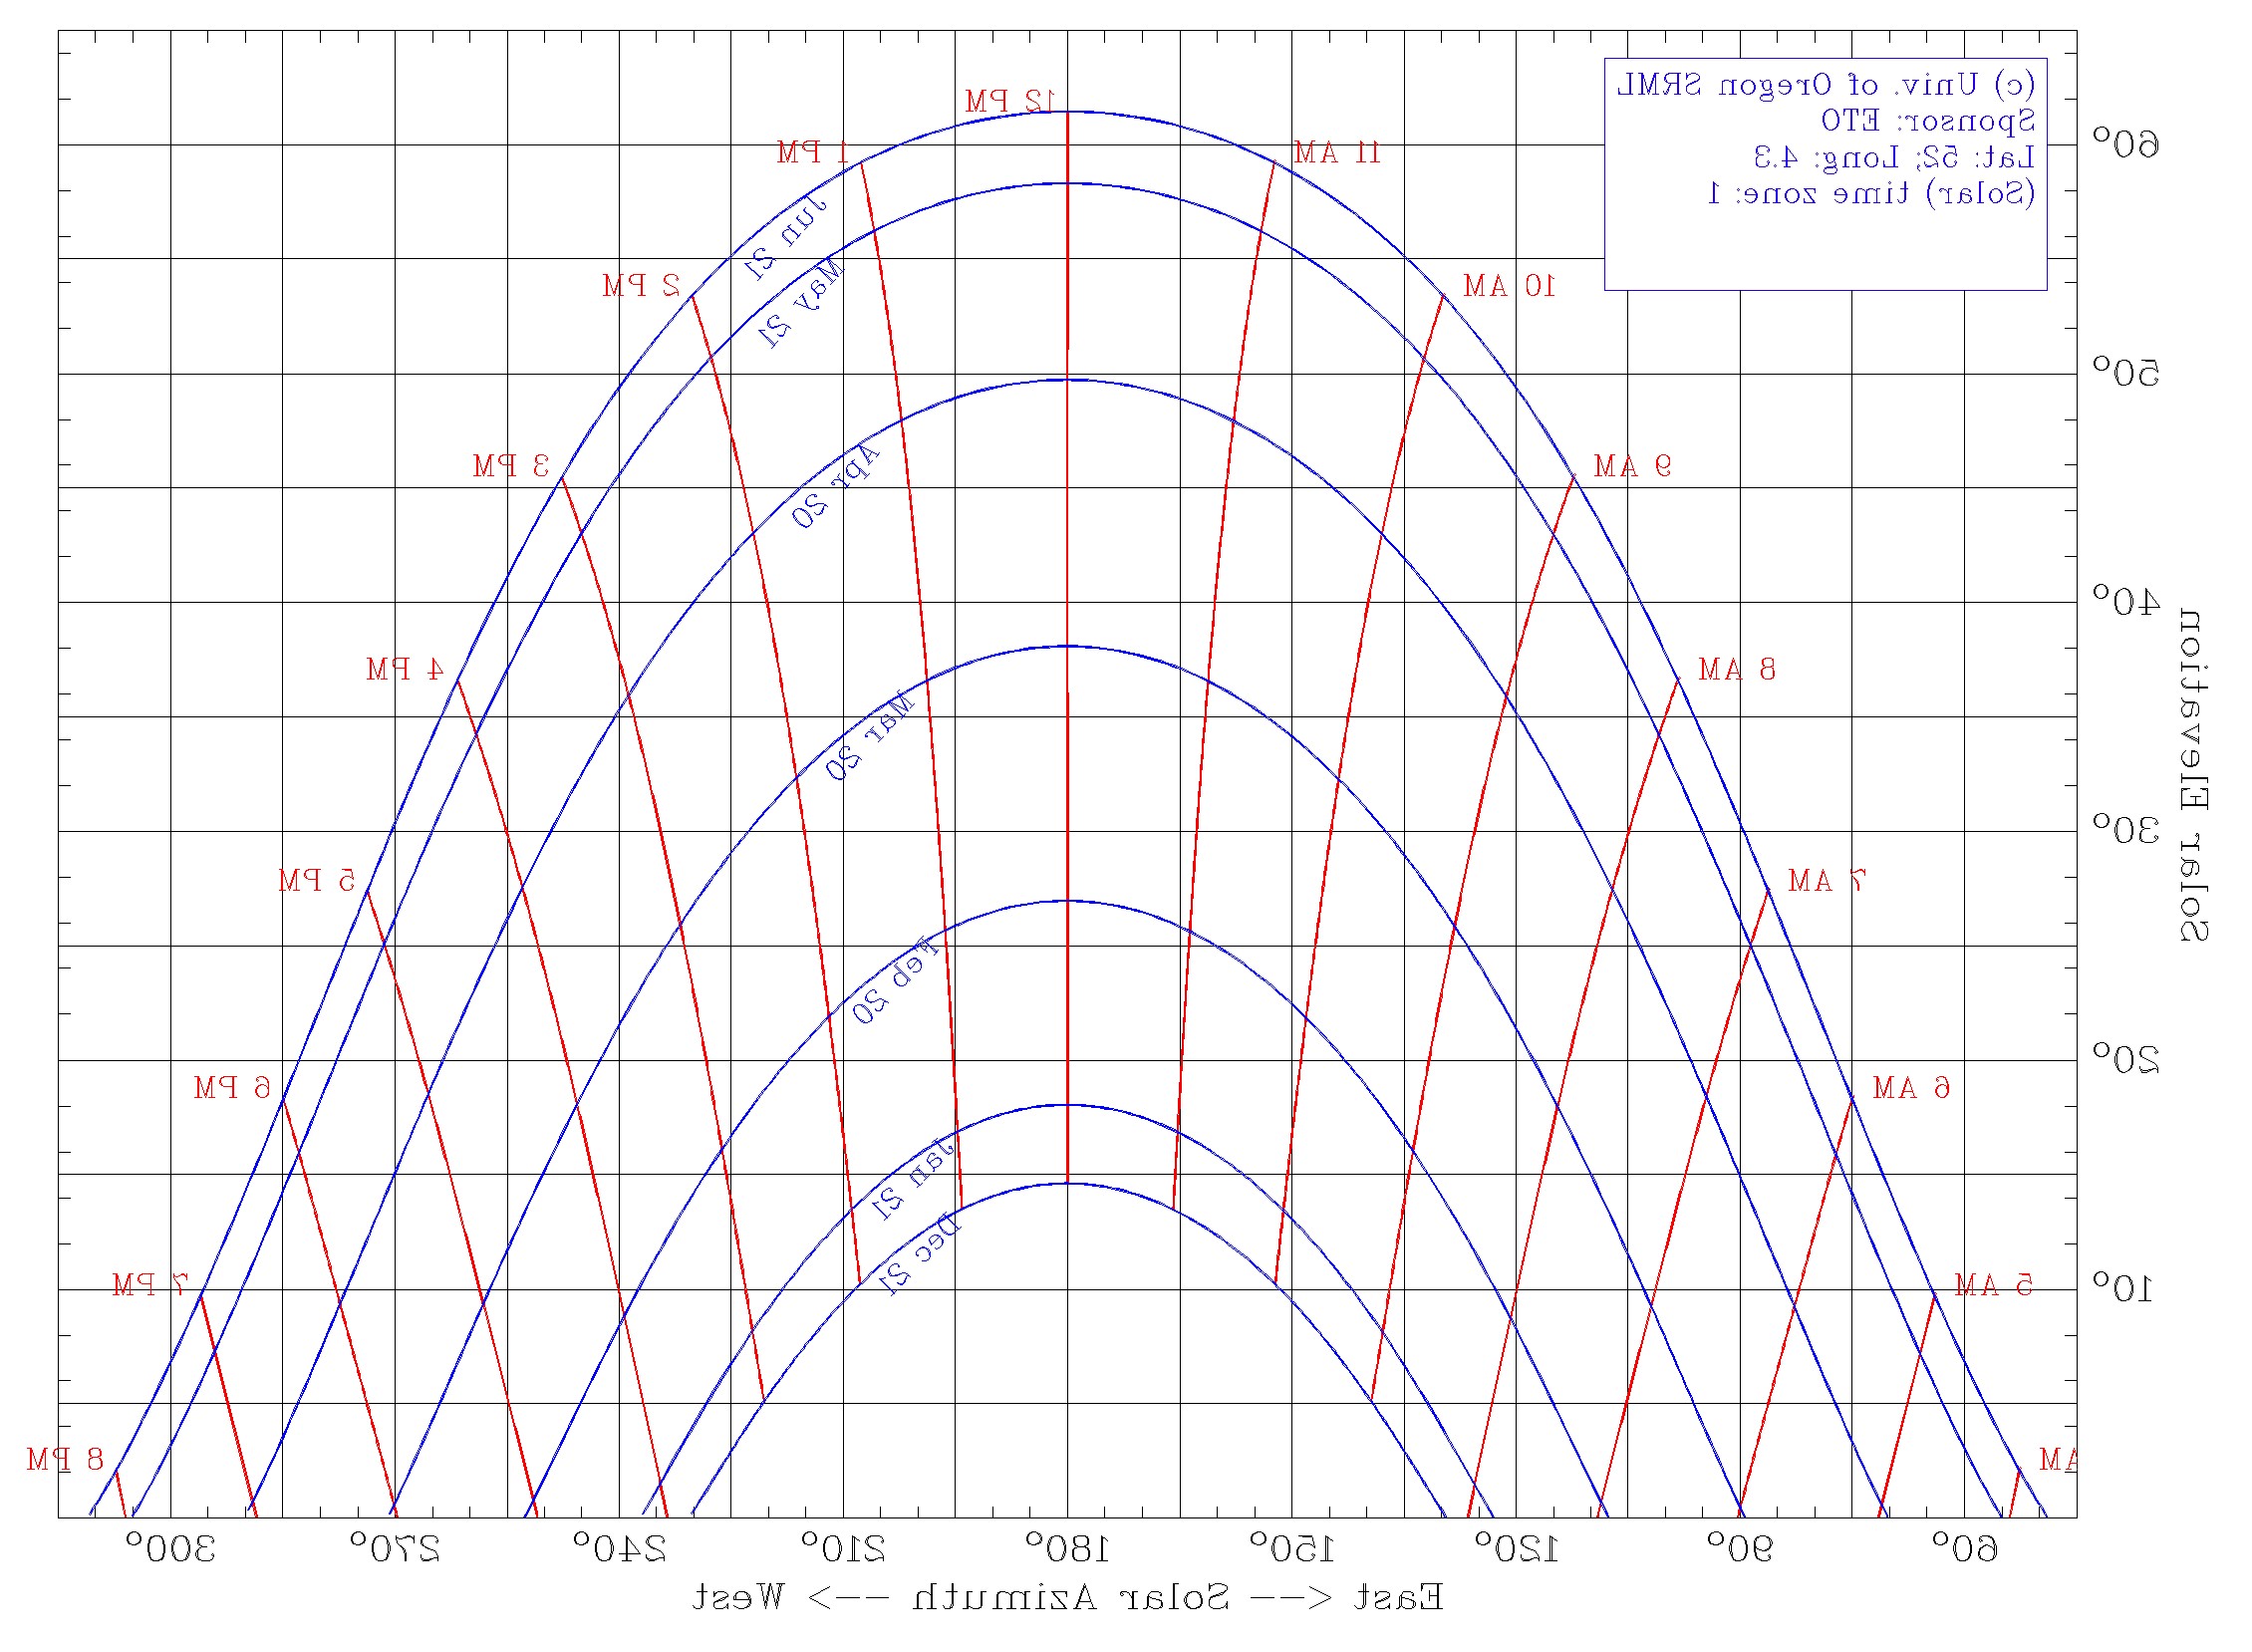 (c) Univ. of Oregon SRML
Sponsor: ETO
Lat: 52; Long: 4.3
(Solar) time zone: 1
12 PM
11 AM
1 PM
10 AM
2 PM
9 AM
3 PM
8 AM
4 PM
7 AM
5 PM
6 AM
6 PM
5 AM
7 PM
AM
8 PM
Jun 21
May 21
Apr 20
Mar 20
Feb 20
Jan 21
Dec 21
60°
50°
40°
30°
20°
10°
Solar Elevation
60°
90°
120°
150°
180°
210°
240°
270°
300°
East <-- Solar Azimuth --> West